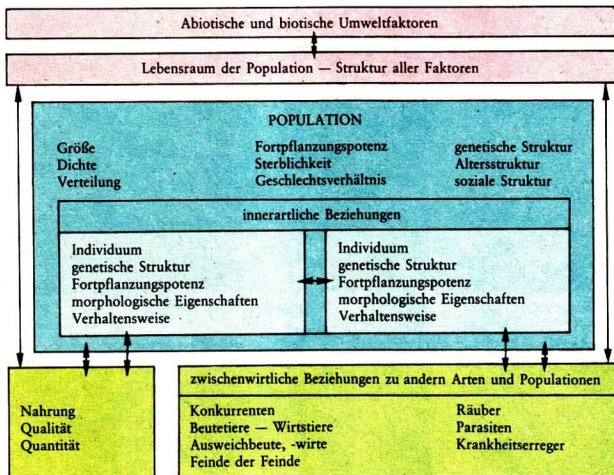 Abiotische und biotische Umweltfaktoren
Lebensraum der Population — Struktur aller Faktoren
POPULATION
Größe
Dichte
Verteilung
Fortpflanzungspotenz
Sterblichkeit
Geschlechtsverhältnis
genetische Struktur
Altersstruktur
soziale Struktur
innerartliche Beziehungen
Individuum
genetische Struktur
Fortpflanzungspotenz
morphologische Eigenschaften
Verhaltensweise
Individuum
genetische Struktur
Fortpflanzungspotenz
morphologische Eigenschaften
Verhaltensweise
Nahrung
Qualität
Quantität
zwischenwirtliche Beziehungen zu andern Arten und Populationen
Konkurrenten
Beutetiere — Wirtstiere
Ausweichbeute, -wirte
Feinde der Feinde
Räuber
Parasiten
Krankheitserreger